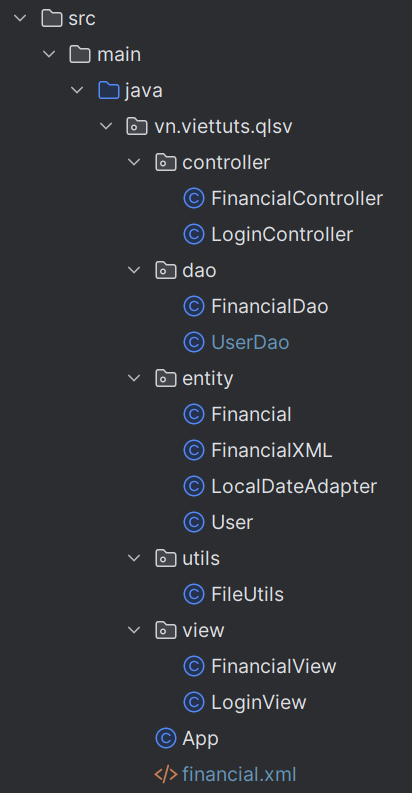 src
main
java
vn.viettuts.qlsv
controller
FinancialController
LoginController
dao
FinancialDao
UserDao
entity
Financial
FinancialXML
LocalDateAdapter
User
utils
FileUtils
view
FinancialView
LoginView
App
financial.xml